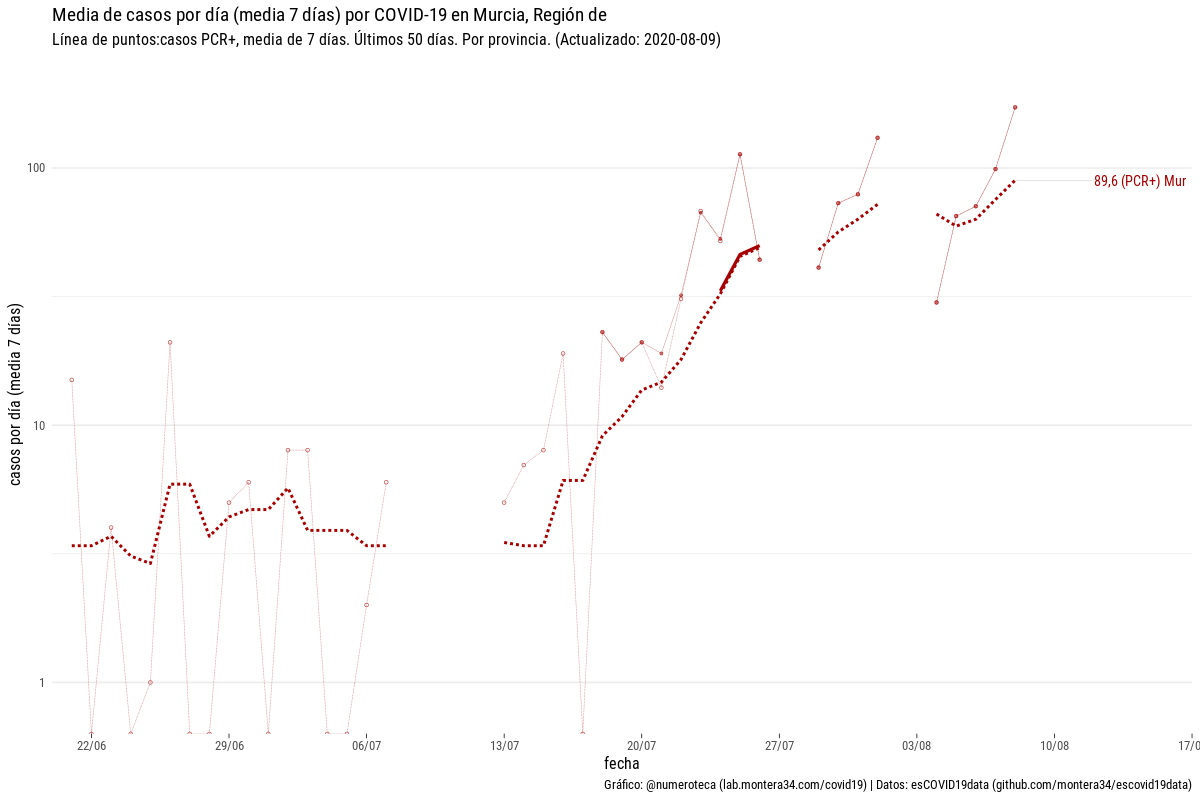 Media de casos por día (media 7 días) por COVID-19 en Murcia, Región de
Línea de puntos:casos PCR+, media de 7 días. Últimos 50 días. Por provincia. (Actualizado: 2020-08-09)
casos por día (media 7 días)
100
10
1
89,6 (PCR+) Mur
22/06
29/06
06/07
13/07
20/07
27/07
03/08
10/08
17/0
fecha
Gráfico: @numeroteca (lab.montera34.com/covid19) | Datos: esCOVID19data (github.com/montera34/escovid19data)